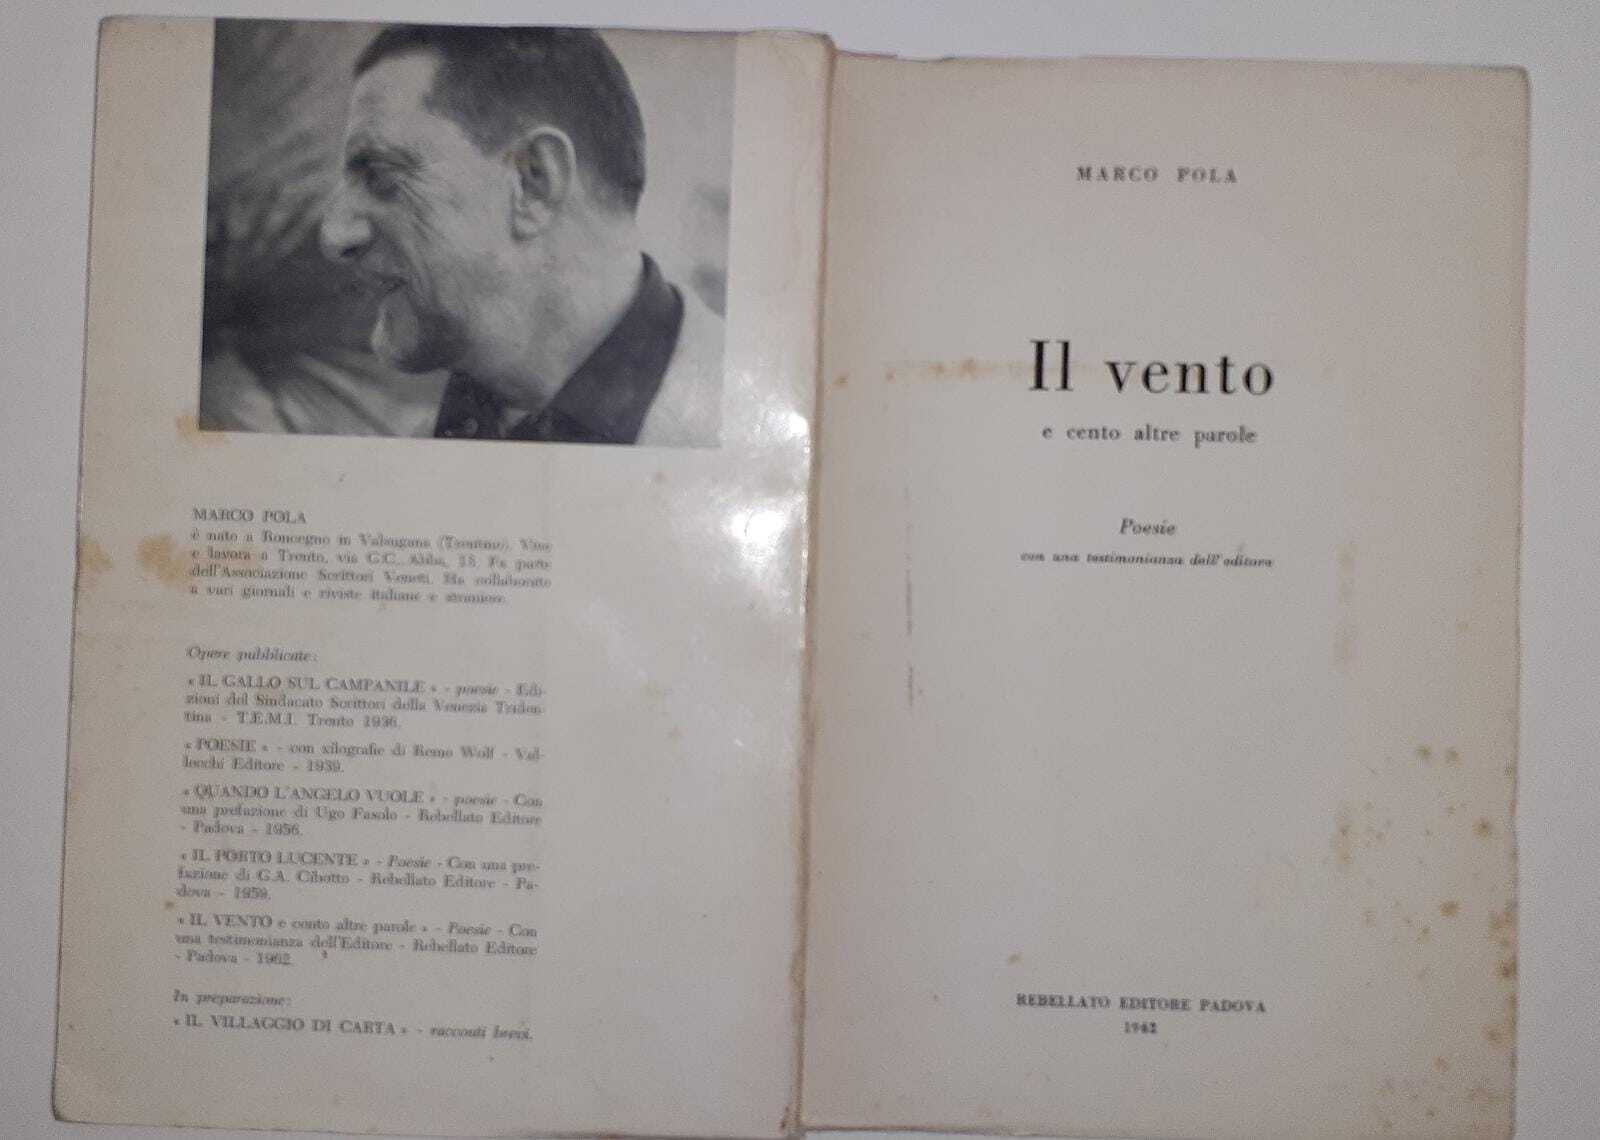 MARCO POLA
è nato a Roncegno in Valsugana (Trentino). Vive
e lavora a Trento, via G.C. 18. Fa parte
dell'Associazione Scrittori Veneti. Ha collaborato
a vari giornali e riviste italiane e straniere.
Opere pubblicate:
« IL GALLO SUL CAMPANILE » - poesie - Edi-
zioni del Sindacato Scrittori della Venezia Triden-
tina - T.E.M.I. Trento 1936.
« POESIE » - con xilografie di Remo Wolf - Val-
lecchi Editore - 1939.
« QUANDO L'ANGELO VUOLE » - poesie - Con
una prefazione di Ugo Fasolo - Rebellato Editore
- Padova - 1956.
« IL PORTO LUCENTE » - Poesie - Con una pre-
fazione di G.A. Cibotto - Rebellato Editore - Pa-
dova - 1959.
« IL VENTO e cento altre parole » - Poesie - Con
una testimonianza dell'Editore - Rebellato Editore
- Padova - 1962.
In preparazione:
« IL VILLAGGIO DI CARTA » - racconti brevi.
MARCO POLA
Il vento
e cento altre parole
Poesie
con una testimonianza dell'editore
REBELLATO EDITORE PADOVA
1962